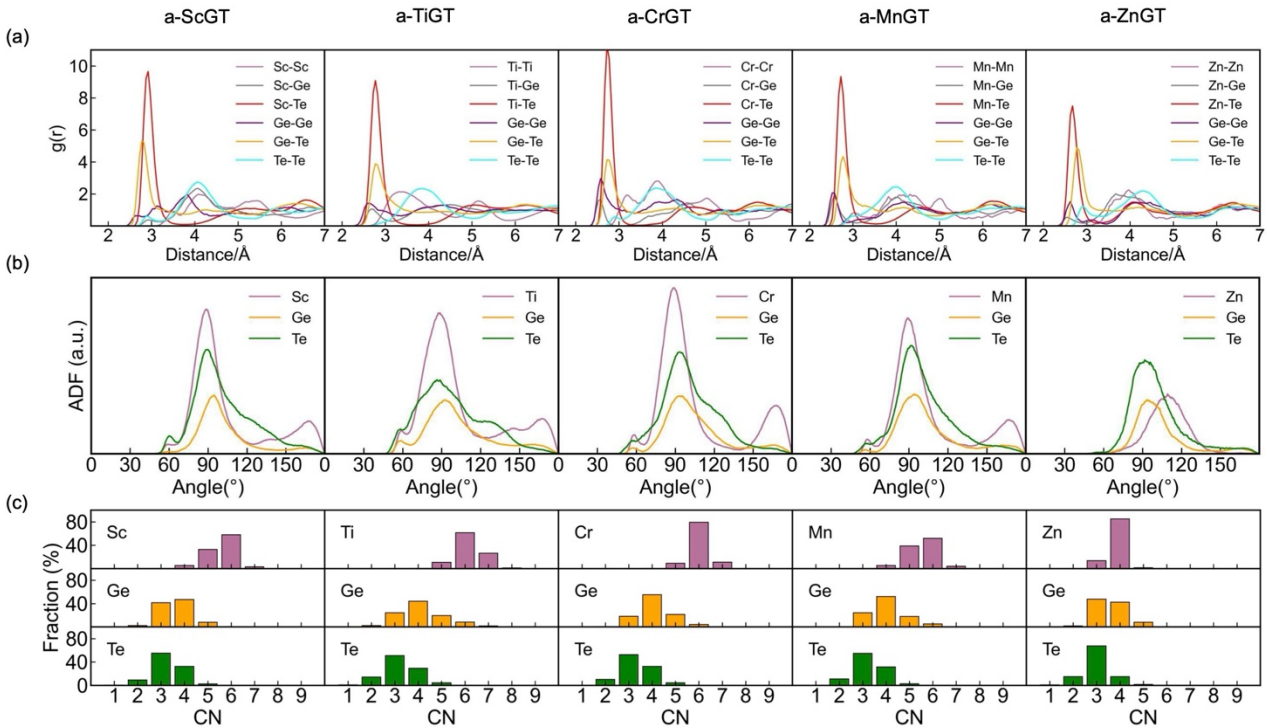 a-ScGT a-TiGT a-CrGT a-MnGT a-ZnGT
(a)
g(r)
10
8
6
4
2
Sc-Sc
Sc-Ge
Sc-Te
Ge-Ge
Ge-Te
Te-Te
Ti-Ti
Ti-Ge
Ti-Te
Ge-Ge
Ge-Te
Te-Te
Cr-Cr
Cr-Ge
Cr-Te
Ge-Ge
Ge-Te
Te-Te
Mn-Mn
Mn-Ge
Mn-Te
Ge-Ge
Ge-Te
Te-Te
Zn-Zn
Zn-Ge
Zn-Te
Ge-Ge
Ge-Te
Te-Te
2 3 4 5 6 7 2 3 4 5 6 7 2 3 4 5 6 7 2 3 4 5 6 7 2 3 4 5 6 7
Distance/Å Distance/Å Distance/Å Distance/Å Distance/Å
(b)
ADF (a.u.)
Sc
Ge
Te
Ti
Ge
Te
Cr
Ge
Te
Mn
Ge
Te
Zn
Ge
Te
0 30 60 90 120 150 0 30 60 90 120 150 0 30 60 90 120 150 0 30 60 90 120 150 0 30 60 90 120 150
Angle(°) Angle(°) Angle(°) Angle(°) Angle(°)
(c)
Fraction (%)
80
40
Sc Ti Cr Mn Zn
80
40
Ge Ge Ge Ge Ge
80
40
0
Te Te Te Te Te
1 2 3 4 5 6 7 8 9 1 2 3 4 5 6 7 8 9 1 2 3 4 5 6 7 8 9 1 2 3 4 5 6 7 8 9 1 2 3 4 5 6 7 8 9
CN CN CN CN CN